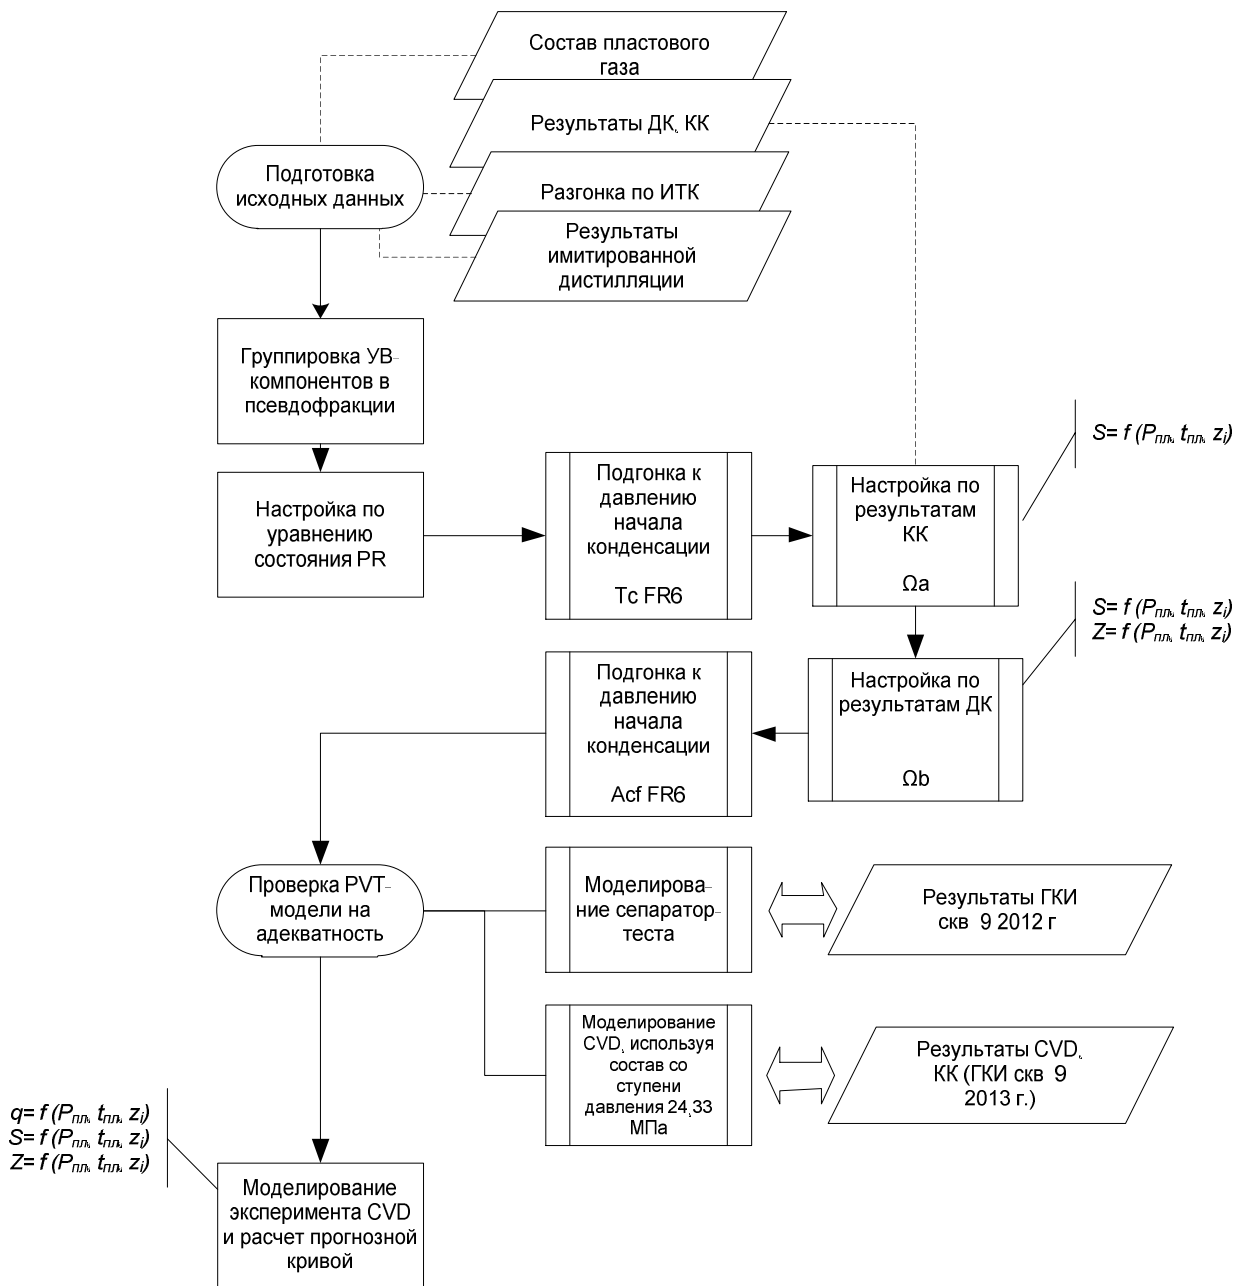 Состав пластового
газа
Результаты ДК, КК
Подготовка
исходных данных
Разгонка по ИТК
Результаты
имитированной
дистилляции
Группировка УВ-
компонентов в
псевдофракции
Настройка по
уравнению
состояния PR
Подгонка к
давлению
начала
конденсации
Tc FR6
Настройка по
результатам
КК
Ωa
S= f (Pпл, tпл, zi)
S= f (Pпл, tпл, zi)
Z= f (Pпл, tпл, zi)
Настройка по
результатам ДК
Ωb
Подгонка к
давлению
начала
конденсации
Acf FR6
Проверка PVT-
модели на
адекватность
Моделирова-
ние сепаратор-
теста
Результаты ГКИ
скв 9 2012 г
Моделирование
CVD, используя
состав со
ступени
давления 24,33
МПа
Результаты CVD,
КК (ГКИ скв 9
2013 г.)
q= f (Pпл, tпл, zi)
S= f (Pпл, tпл, zi)
Z= f (Pпл, tпл, zi)
Моделирование
эксперимента CVD
и расчет прогнозной
кривой